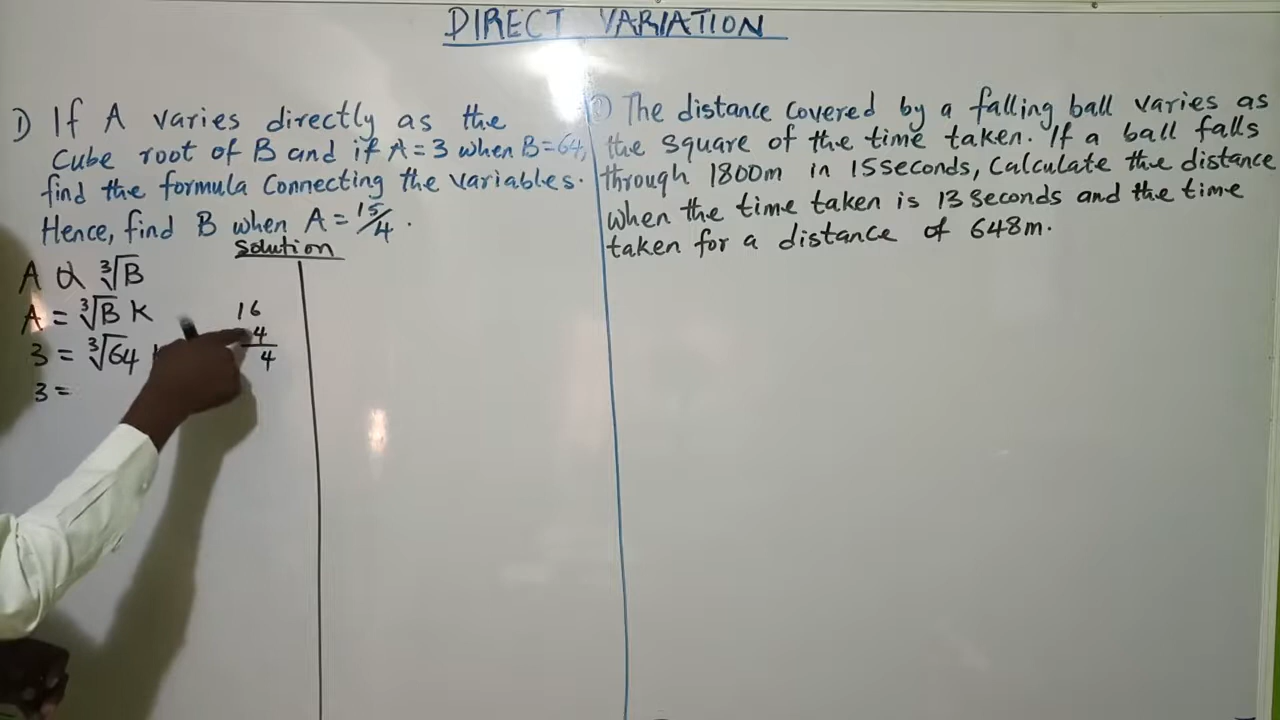 DIRECT VARIATION
1) If A varies directly as the
Cube root of B and if A=3 when B=64,
find the formula Connecting the variables.
Hence, find B when A = 15/4.
Solution
A ∝ ∛B
A = ∛B K
3 = ∛64
3 =
16
4
4
The distance Covered by a falling ball varies as
the square of the time taken. If a ball falls
through 1800m in 15seconds, Calculate the distance
when the time taken is 13 Seconds and the time
taken for a distance of 648m.